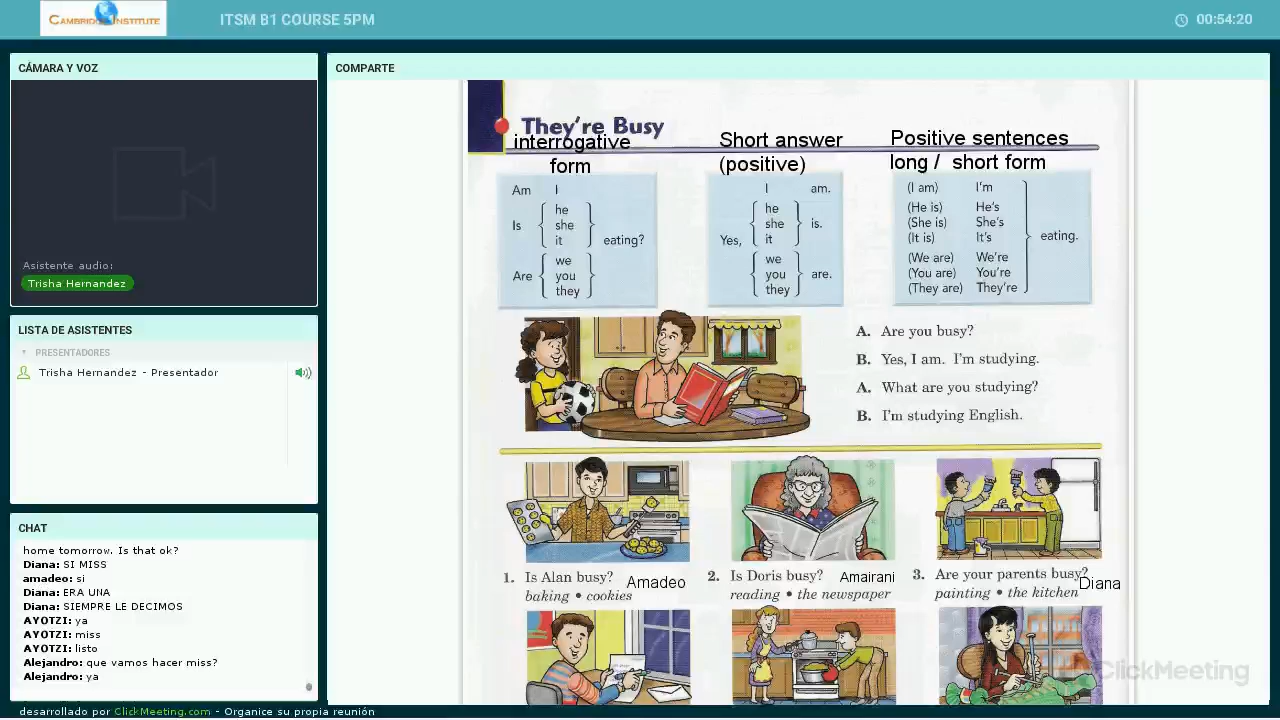 CAMBRIDGE INSTITUTE
ITSM B1 COURSE 5PM
00:54:20
CÁMARA Y VOZ
Asistente audio:
Trisha Hernandez
LISTA DE ASISTENTES
PRESENTADORES
Trisha Hernandez - Presentador
CHAT
home tomorrow. Is that ok?
Diana: SI MISS
amadeo: si
Diana: ERA UNA
Diana: SIEMPRE LE DECIMOS
AYOTZI: ya
AYOTZI: miss
AYOTZI: listo
Alejandro: que vamos hacer miss?
Alejandro: ya
COMPARTE
They're Busy
interrogative
form
Short answer
(positive)
Positive sentences
long / short form
Am I
he
Is she
it
eating?
we
Are you
they
I am.
he
she is.
it
Yes,
we
you are.
they
(I am) I'm
(He is) He's
(She is) She's
(It is) It's
eating.
(We are) We're
(You are) You're
(They are) They're
A. Are you busy?
B. Yes, I am. I'm studying.
A. What are you studying?
B. I'm studying English.
1. Is Alan busy? Amadeo
baking • cookies
2. Is Doris busy? Amairani
reading • the newspaper
3. Are your parents busy? Diana
painting • the kitchen
ClickMeeting
desarrollado por ClickMeeting.com - Organice su propia reunión